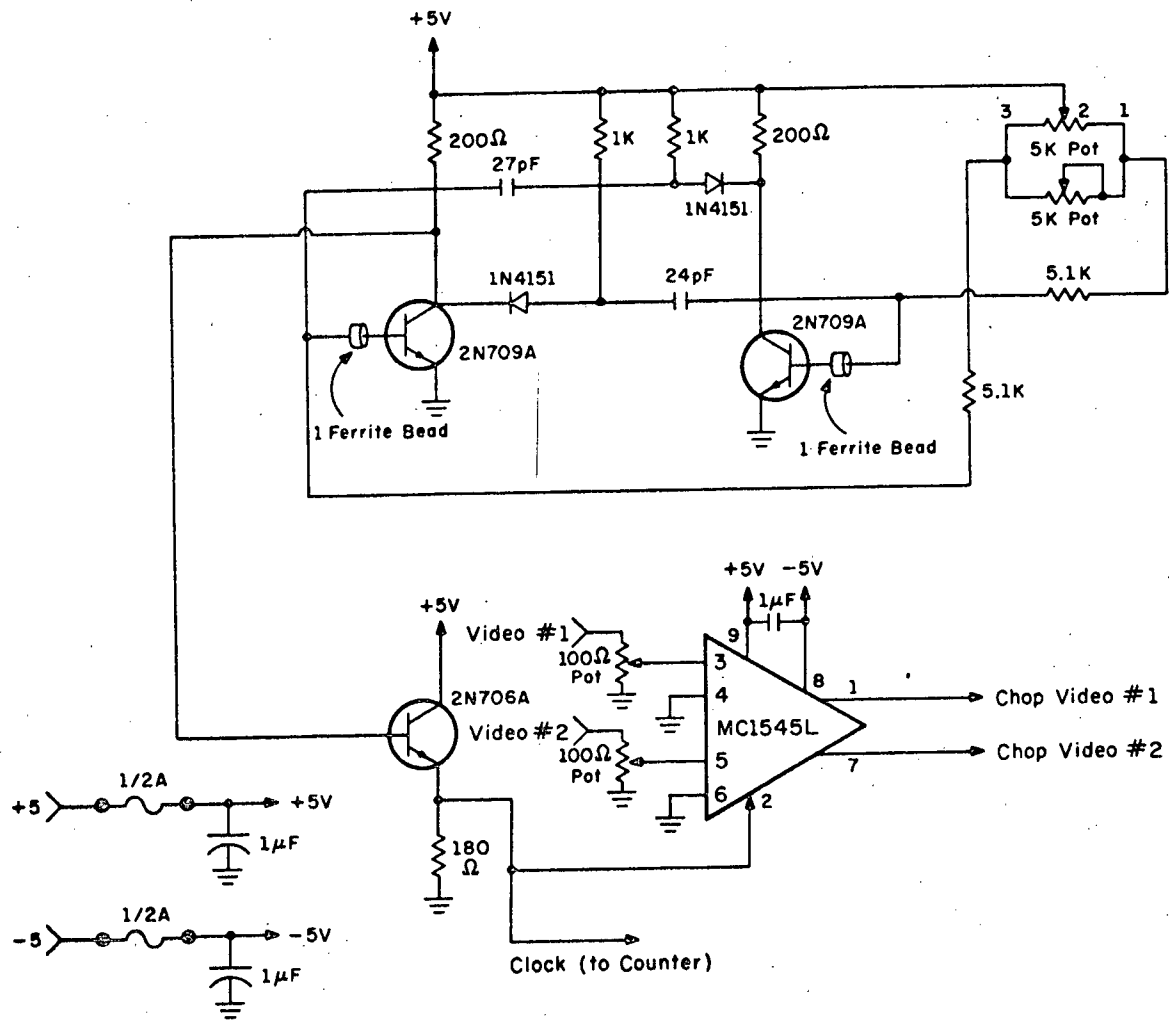 +5V
200Ω
1K
1K
200Ω
3
2
1
5K Pot
27pF
1N4151
5K Pot
1N4151
24pF
5.1K
2N709A
2N709A
5.1K
1 Ferrite Bead
1 Ferrite Bead
+5V
-5V
1µF
+5V
Video #1
9
100Ω
Pot
3
8
2N706A
4
1
Chop Video #1
Video #2
MC1545L
100Ω
Pot
5
7
Chop Video #2
6
2
1/2A
+5
+5V
1µF
180
Ω
1/2A
-5
-5V
1µF
Clock (to Counter)